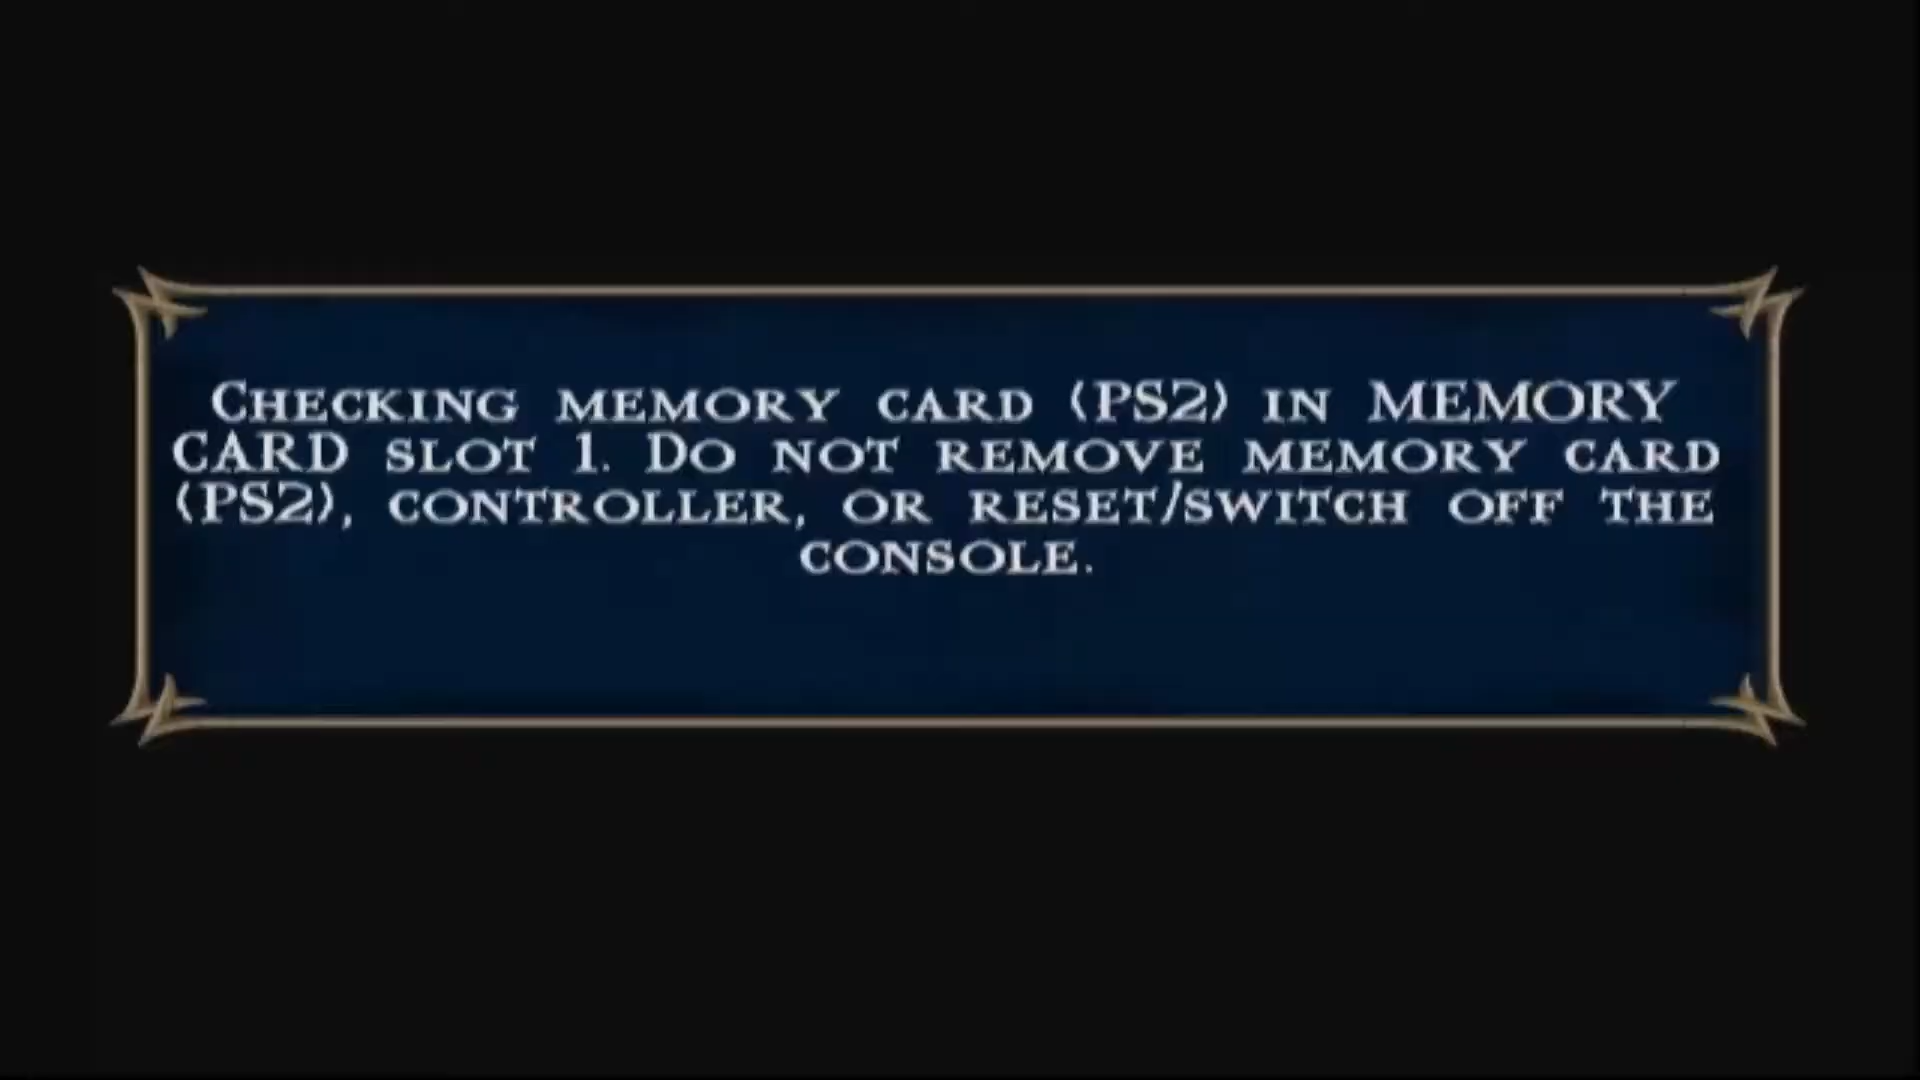 Checking memory card (PS2) in MEMORY
CARD slot 1. Do not remove memory card
(PS2), controller, or reset/switch off the
console.